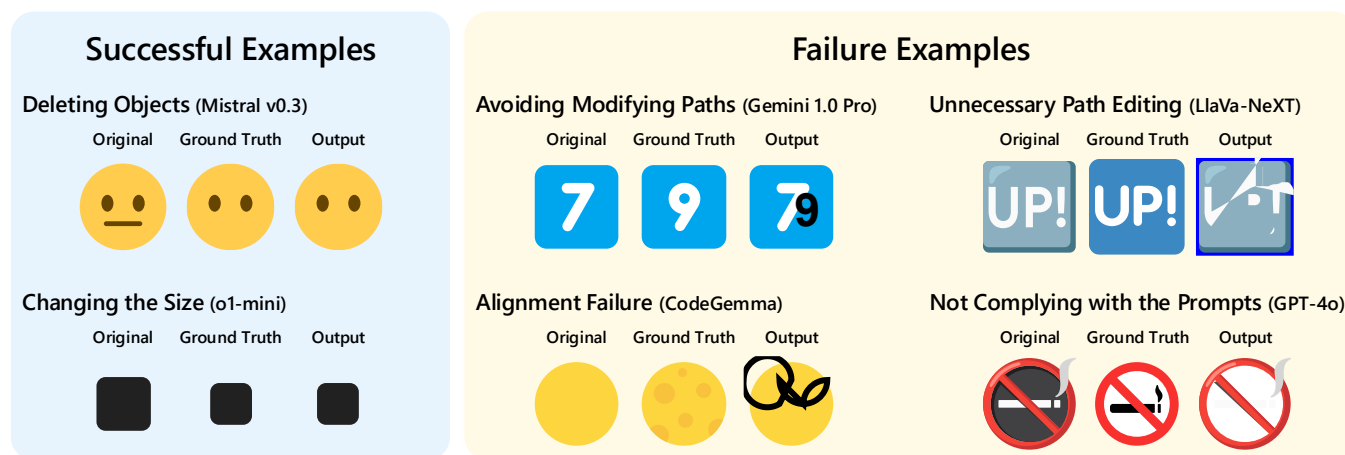 Successful Examples
Deleting Objects (Mistral v0.3)
Original Ground Truth Output
Changing the Size (o1-mini)
Original Ground Truth Output
Failure Examples
Avoiding Modifying Paths (Gemini 1.0 Pro)
Original Ground Truth Output
7 9 7 9
Unnecessary Path Editing (LlaVa-NeXT)
Original Ground Truth Output
UP! UP!
Alignment Failure (CodeGemma)
Original Ground Truth Output
Not Complying with the Prompts (GPT-4o)
Original Ground Truth Output